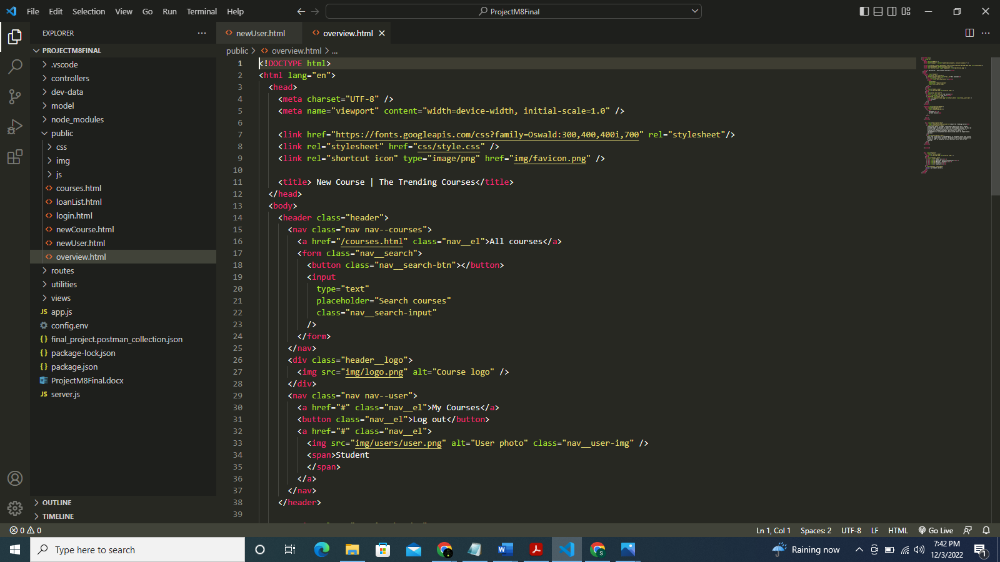 File Edit Selection View Go Run Terminal Help
ProjectM8Final
EXPLORER
newUser.html
overview.html
PROJECTM8FINAL
public > overview.html > ...
.vscode
controllers
dev-data
model
node_modules
public
css
img
js
courses.html
loanList.html
login.html
newCourse.html
newUser.html
overview.html
routes
utilities
views
JS app.js
config.env
{} final_project.postman_collection.json
{} package-lock.json
{} package.json
ProjectM8Final.docx
JS server.js
OUTLINE
TIMELINE
1 <!DOCTYPE html>
2 <html lang="en">
3 <head>
4 <meta charset="UTF-8" />
5 <meta name="viewport" content="width=device-width, initial-scale=1.0" />
6
7 <link href="https://fonts.googleapis.com/css?family=Oswald:300,400,400i,700" rel="stylesheet"/>
8 <link rel="stylesheet" href="css/style.css" />
9 <link rel="shortcut icon" type="image/png" href="img/favicon.png" />
10
11 <title> New Course | The Trending Courses</title>
12 </head>
13 <body>
14 <header class="header">
15 <nav class="nav nav--courses">
16 <a href="/courses.html" class="nav__el">All courses</a>
17 <form class="nav__search">
18 <button class="nav__search-btn"></button>
19 <input
20 type="text"
21 placeholder="Search courses"
22 class="nav__search-input"
23 />
24 </form>
25 </nav>
26 <div class="header__logo">
27 <img src="img/logo.png" alt="Course logo" />
28 </div>
29 <nav class="nav nav--user">
30 <a href="#" class="nav__el">My Courses</a>
31 <button class="nav__el">Log out</button>
32 <a href="#" class="nav__el">
33 <img src="img/users/user.png" alt="User photo" class="nav__user-img" />
34 <span>Student
35 </span>
36 </a>
37 </nav>
38 </header>
39
0 0
Ln 1, Col 1 Spaces: 2 UTF-8 LF HTML Go Live
Type here to search
Raining now
7:42 PM
12/3/2022
1